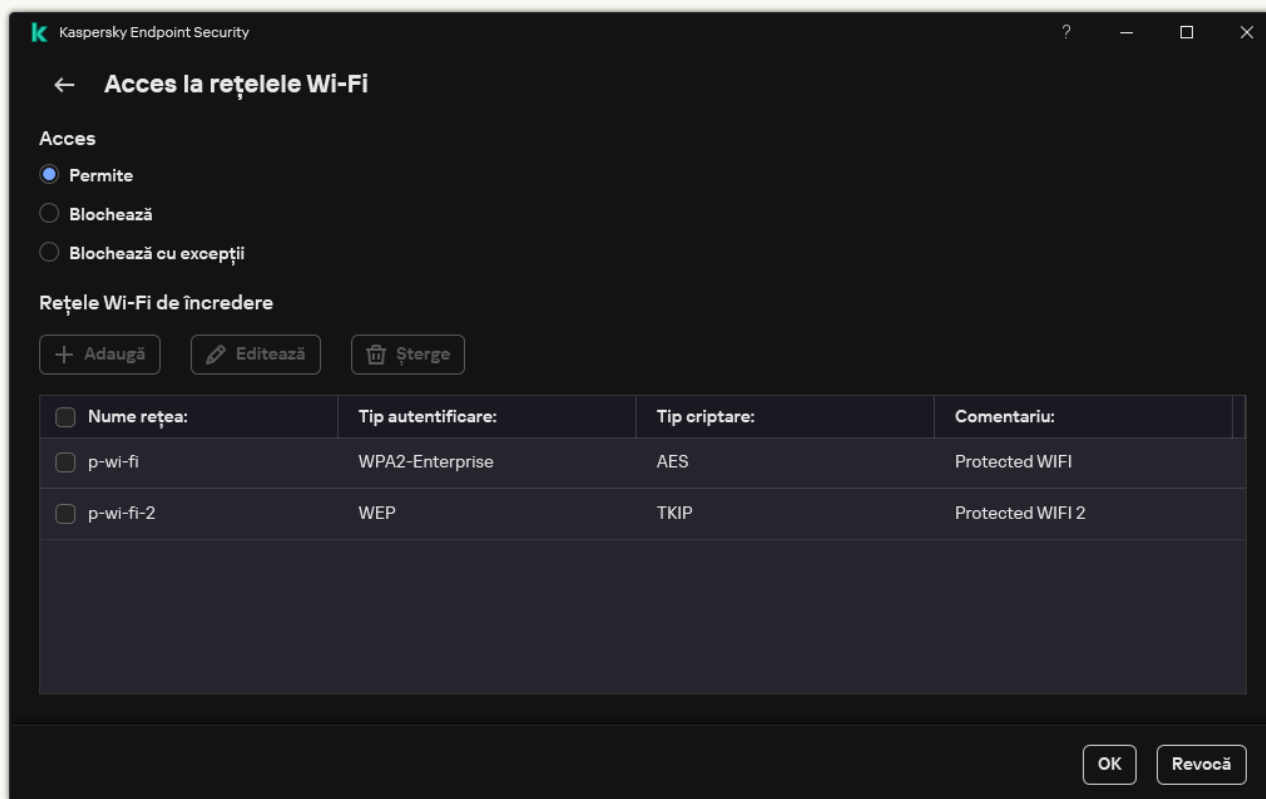 Kaspersky Endpoint Security ?
Acces la rețelele Wi-Fi
Acces
Permite
Blochează
Blochează cu excepții
Rețele Wi-Fi de încredere
Adaugă Editează Șterge
Nume rețea: Tip autentificare: Tip criptare: Comentariu:
p-wi-fi WPA2-Enterprise AES Protected WIFI
p-wi-fi-2 WEP TKIP Protected WIFI 2
OK Revocă